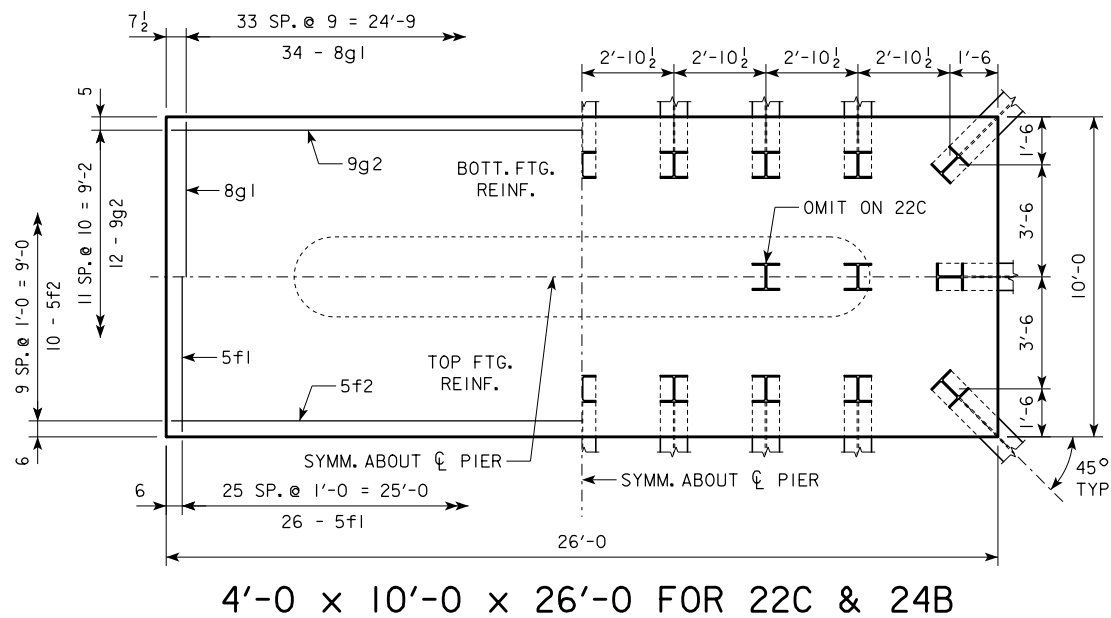 7½
33 SP. @ 9 = 24'-9
34 - 8g1
2'-10½
2'-10½
2'-10½
2'-10½
1'-6
5
9g2
BOTT. FTG.
REINF.
8g1
11 SP. @ 10 = 9'-2
12 - 9g2
OMIT ON 22C
1'-6
3'-6
10'-0
3'-6
1'-6
9 SP. @ 1'-0 = 9'-0
10 - 5f2
5f1
TOP FTG.
REINF.
5f2
6
SYMM. ABOUT ℄ PIER
SYMM. ABOUT ℄ PIER
45°
TYP
6
25 SP. @ 1'-0 = 25'-0
26 - 5f1
26'-0
4'-0 x 10'-0 x 26'-0 FOR 22C & 24B